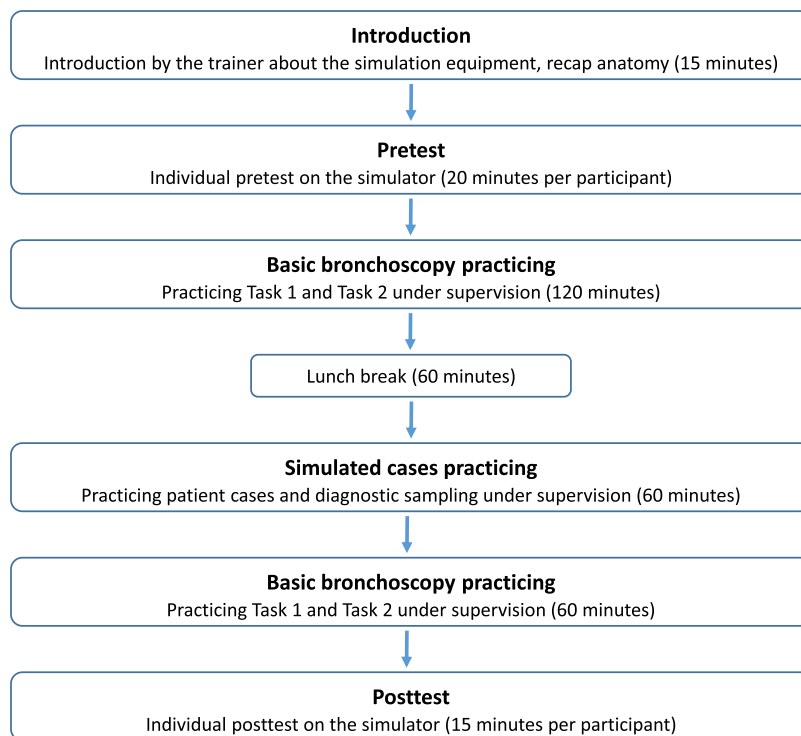 Introduction
Introduction by the trainer about the simulation equipment, recap anatomy (15 minutes)
Pretest
Individual pretest on the simulator (20 minutes per participant)
Basic bronchoscopy practicing
Practicing Task 1 and Task 2 under supervision (120 minutes)
Lunch break (60 minutes)
Simulated cases practicing
Practicing patient cases and diagnostic sampling under supervision (60 minutes)
Basic bronchoscopy practicing
Practicing Task 1 and Task 2 under supervision (60 minutes)
Posttest
Individual posttest on the simulator (15 minutes per participant)